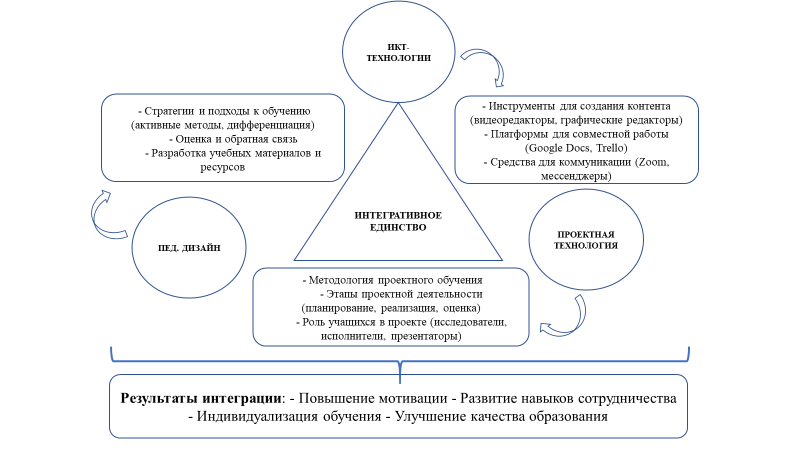 ИКТ-
ТЕХНОЛОГИИ
- Стратегии и подходы к обучению
(активные методы, дифференциация)
- Оценка и обратная связь
- Разработка учебных материалов и
ресурсов
- Инструменты для создания контента
(видеоредакторы, графические редакторы)
- Платформы для совместной работы
(Google Docs, Trello)
- Средства для коммуникации (Zoom,
мессенджеры)
ИНТЕГРАТИВНОЕ
ЕДИНСТВО
ПЕД. ДИЗАЙН
ПРОЕКТНАЯ
ТЕХНОЛОГИЯ
- Методология проектного обучения
- Этапы проектной деятельности
(планирование, реализация, оценка)
- Роль учащихся в проекте (исследователи,
исполнители, презентаторы)
Результаты интеграции: - Повышение мотивации - Развитие навыков сотрудничества
- Индивидуализация обучения - Улучшение качества образования